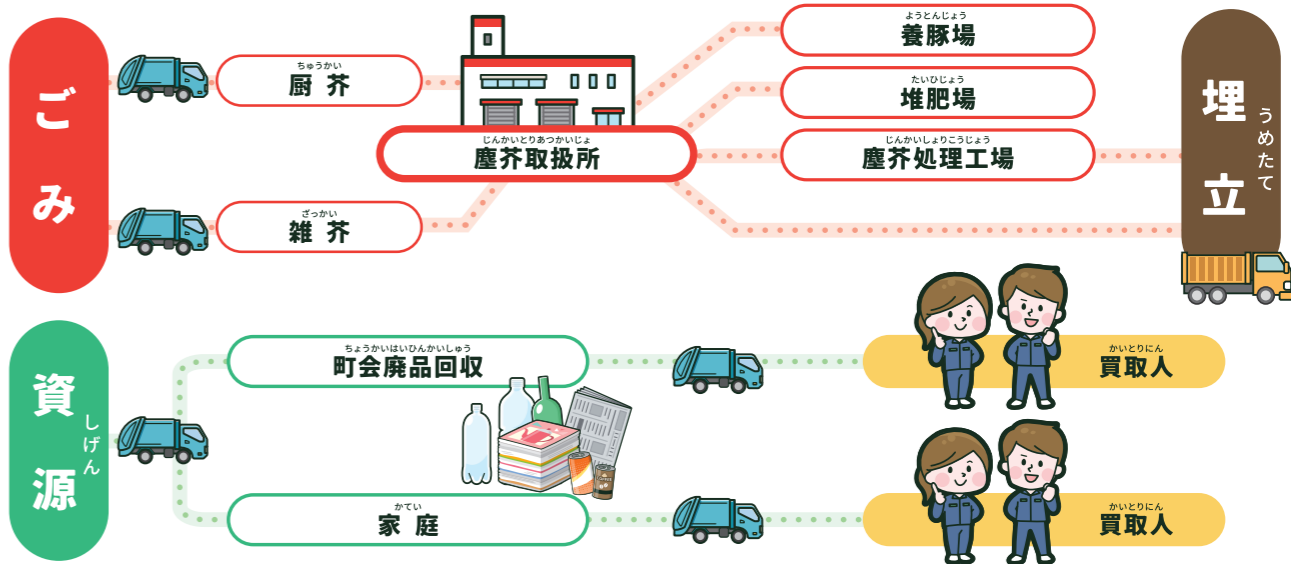 ごみ
ちゅうかい
厨芥
ざっかい
雑芥
じんかいとりあつかいじょ
塵芥取扱所
ようとんじょう
養豚場
たいひじょう
堆肥場
じんかいしょりこうじょう
塵芥処理工場
埋立
うめたて
資源
しげん
ちょうかいはいひんかいしゅう
町会廃品回収
かいとりにん
買取人
かてい
家庭
かいとりにん
買取人